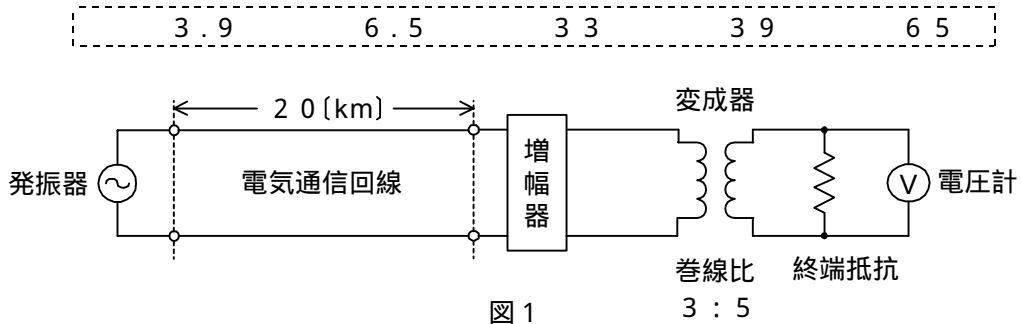 3.9 6.5 33 39 65
変成器
20〔km〕
発振器 電気通信回線 増幅器 V 電圧計
巻線比 終端抵抗
3:5
図1